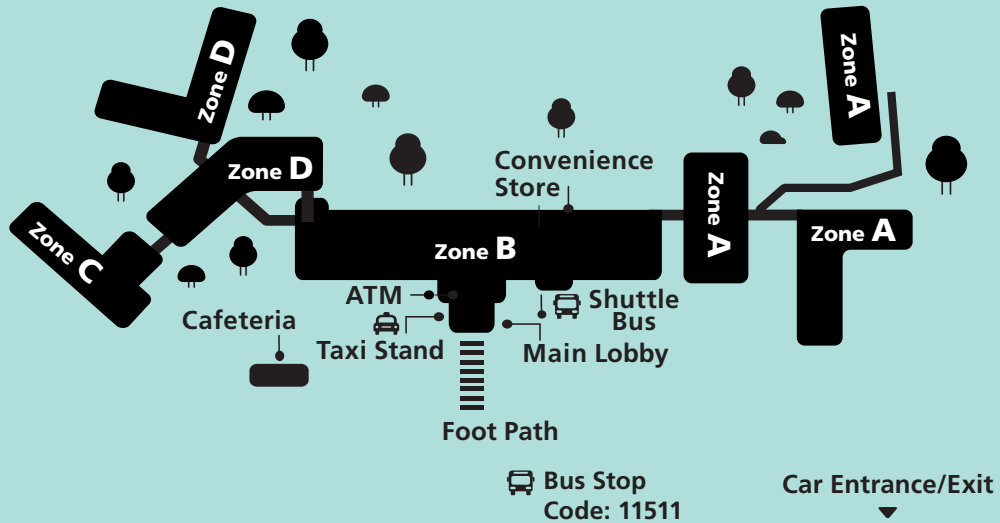 Zone D
Zone A
Zone D
Convenience
Store
Zone A
Zone A
Zone C
Zone B
ATM
Shuttle
Bus
Cafeteria
Taxi Stand
Main Lobby
Foot Path
Bus Stop
Code: 11511
Car Entrance/Exit